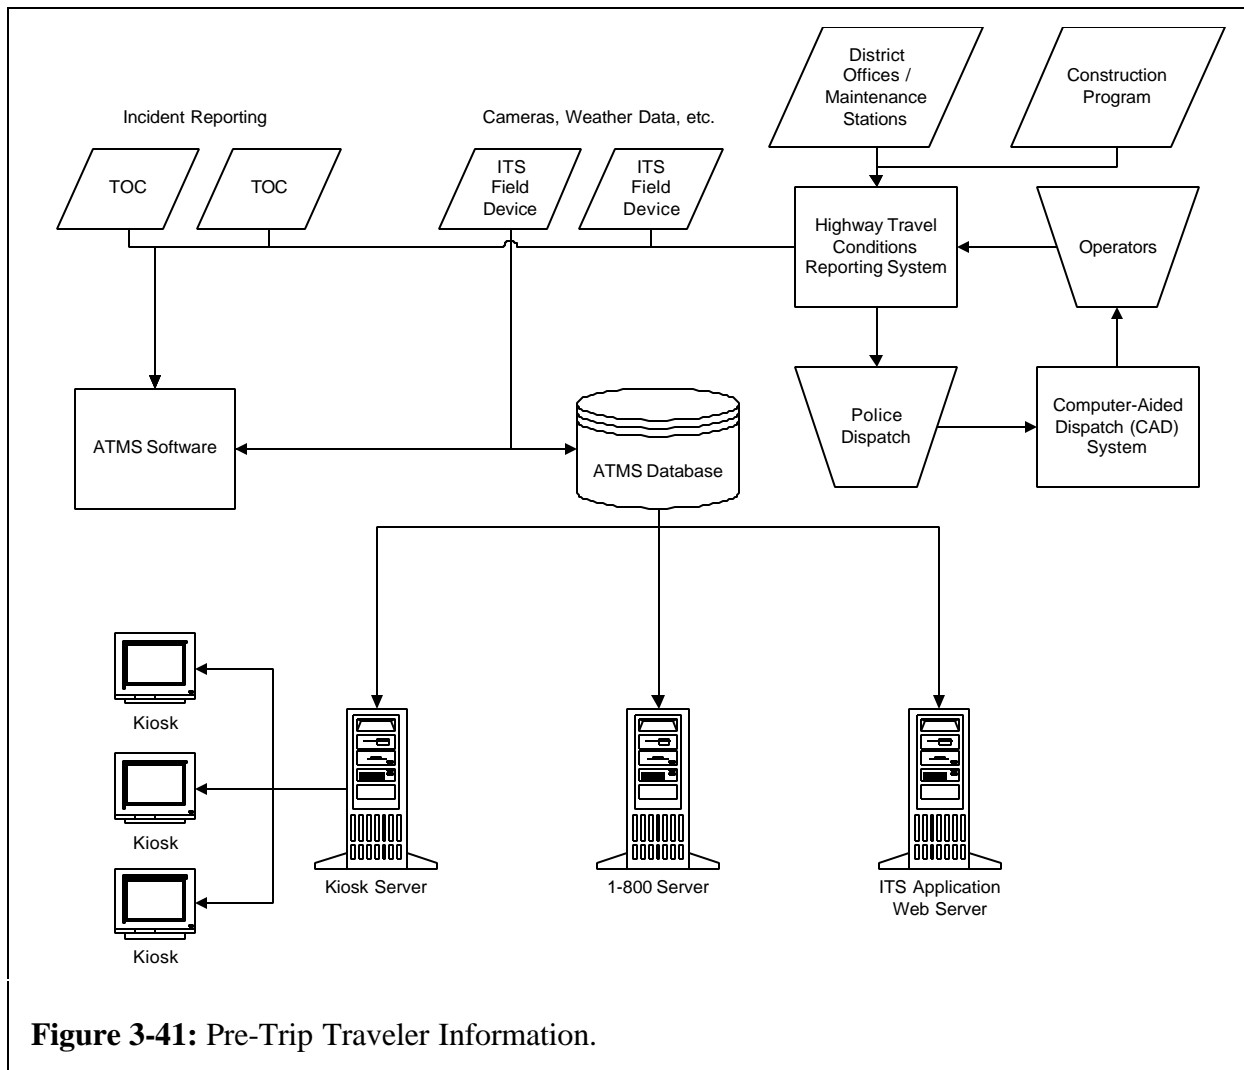 District
Offices /
Maintenance
Stations
Construction
Program
Incident Reporting
Cameras, Weather Data, etc.
TOC
TOC
ITS
Field
Device
ITS
Field
Device
Highway Travel
Conditions
Reporting System
Operators
ATMS Software
ATMS Database
Police
Dispatch
Computer-Aided
Dispatch (CAD)
System
Kiosk
Kiosk
Kiosk
Kiosk Server
1-800 Server
ITS Application
Web Server
Figure 3-41: Pre-Trip Traveler Information.